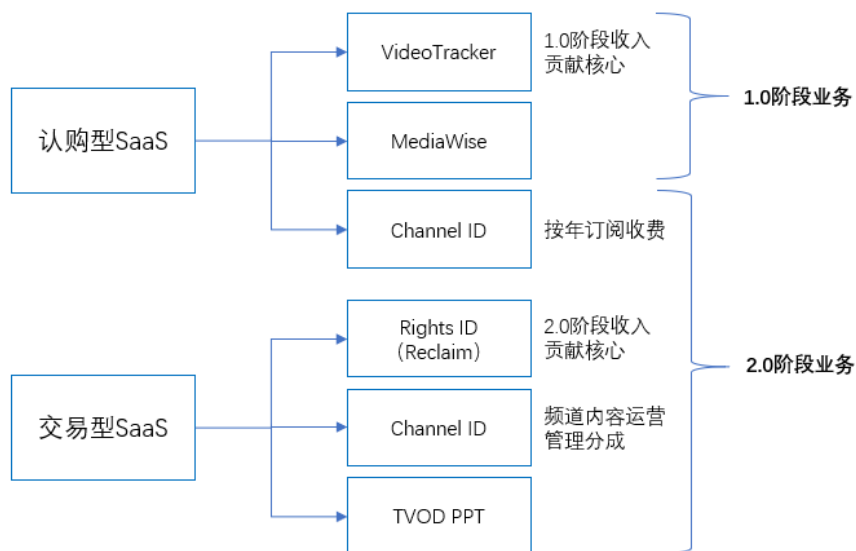 认购型SaaS
VideoTracker
1.0阶段收入
贡献核心
MediaWise
1.0阶段业务
Channel ID
按年订阅收费
交易型SaaS
Rights ID
（Reclaim）
2.0阶段收入
贡献核心
Channel ID
频道内容运营
管理分成
TVOD PPT
2.0阶段业务